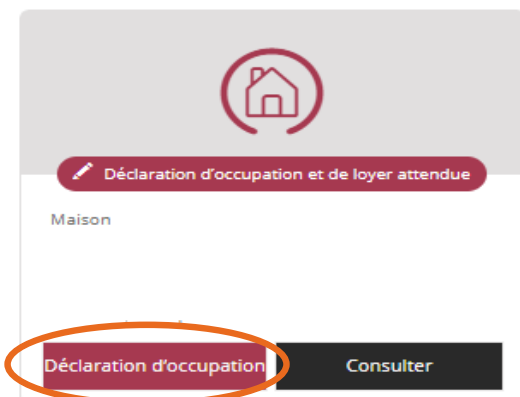 Déclaration d'occupation et de loyer attendue
Maison
Déclaration d'occupation
Consulter